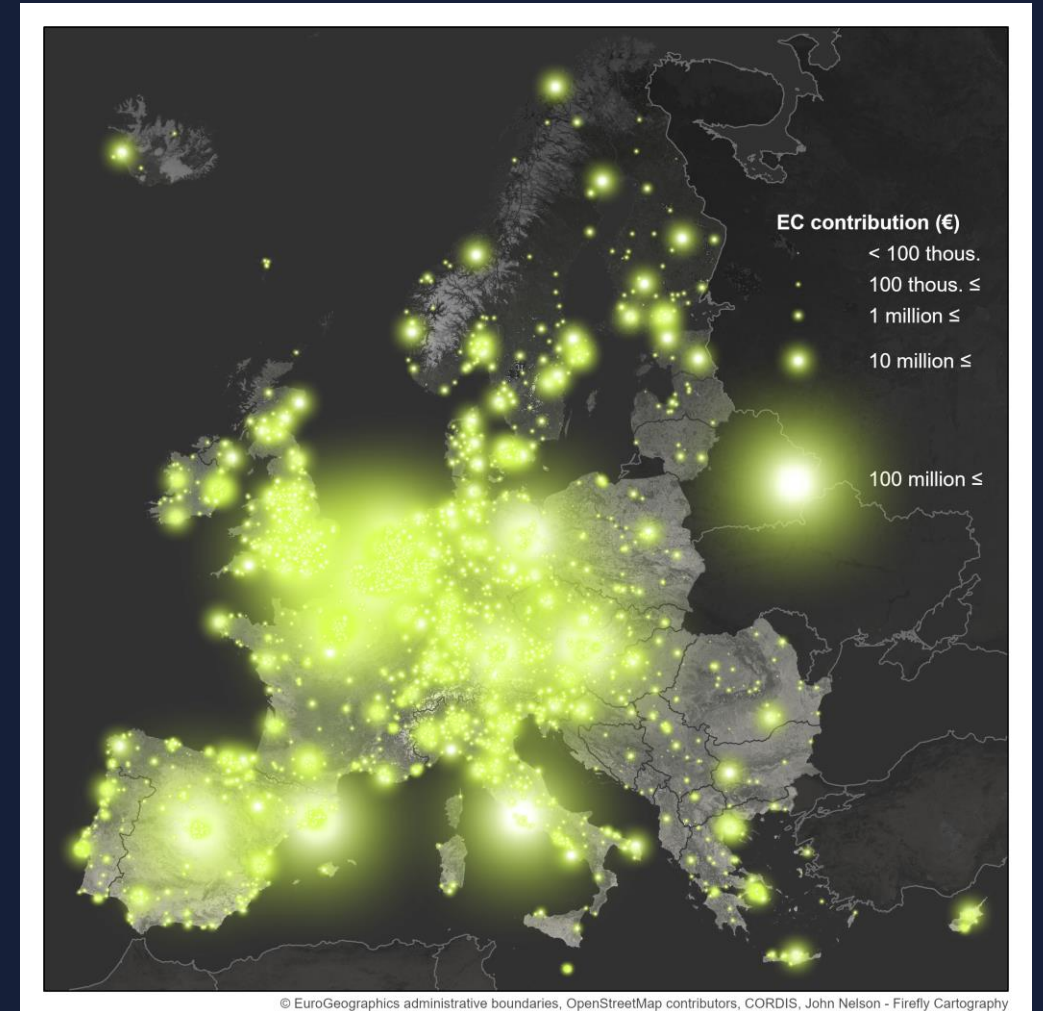 EC contribution (€)
< 100 thous.
100 thous. ≤
1 million ≤
10 million ≤
100 million ≤
© EuroGeographics administrative boundaries, OpenStreetMap contributors, CORDIS, John Nelson - Firefly Cartography